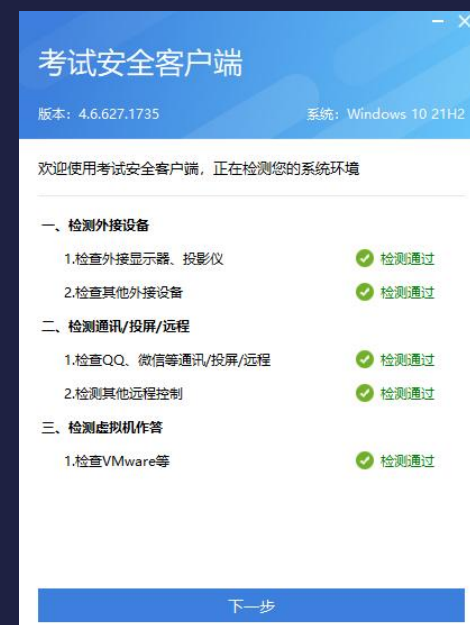 考试安全客户端
版本：4.6.627.1735 系统：Windows 10 21H2
欢迎使用考试安全客户端，正在检测您的系统环境
一、检测外接设备
1.检查外接显示器、投影仪 检测通过
2.检查其他外接设备 检测通过
二、检测通讯/投屏/远程
1.检查QQ、微信等通讯/投屏/远程 检测通过
2.检测其他远程控制 检测通过
三、检测虚拟机作答
1.检查VMware等 检测通过
下一步